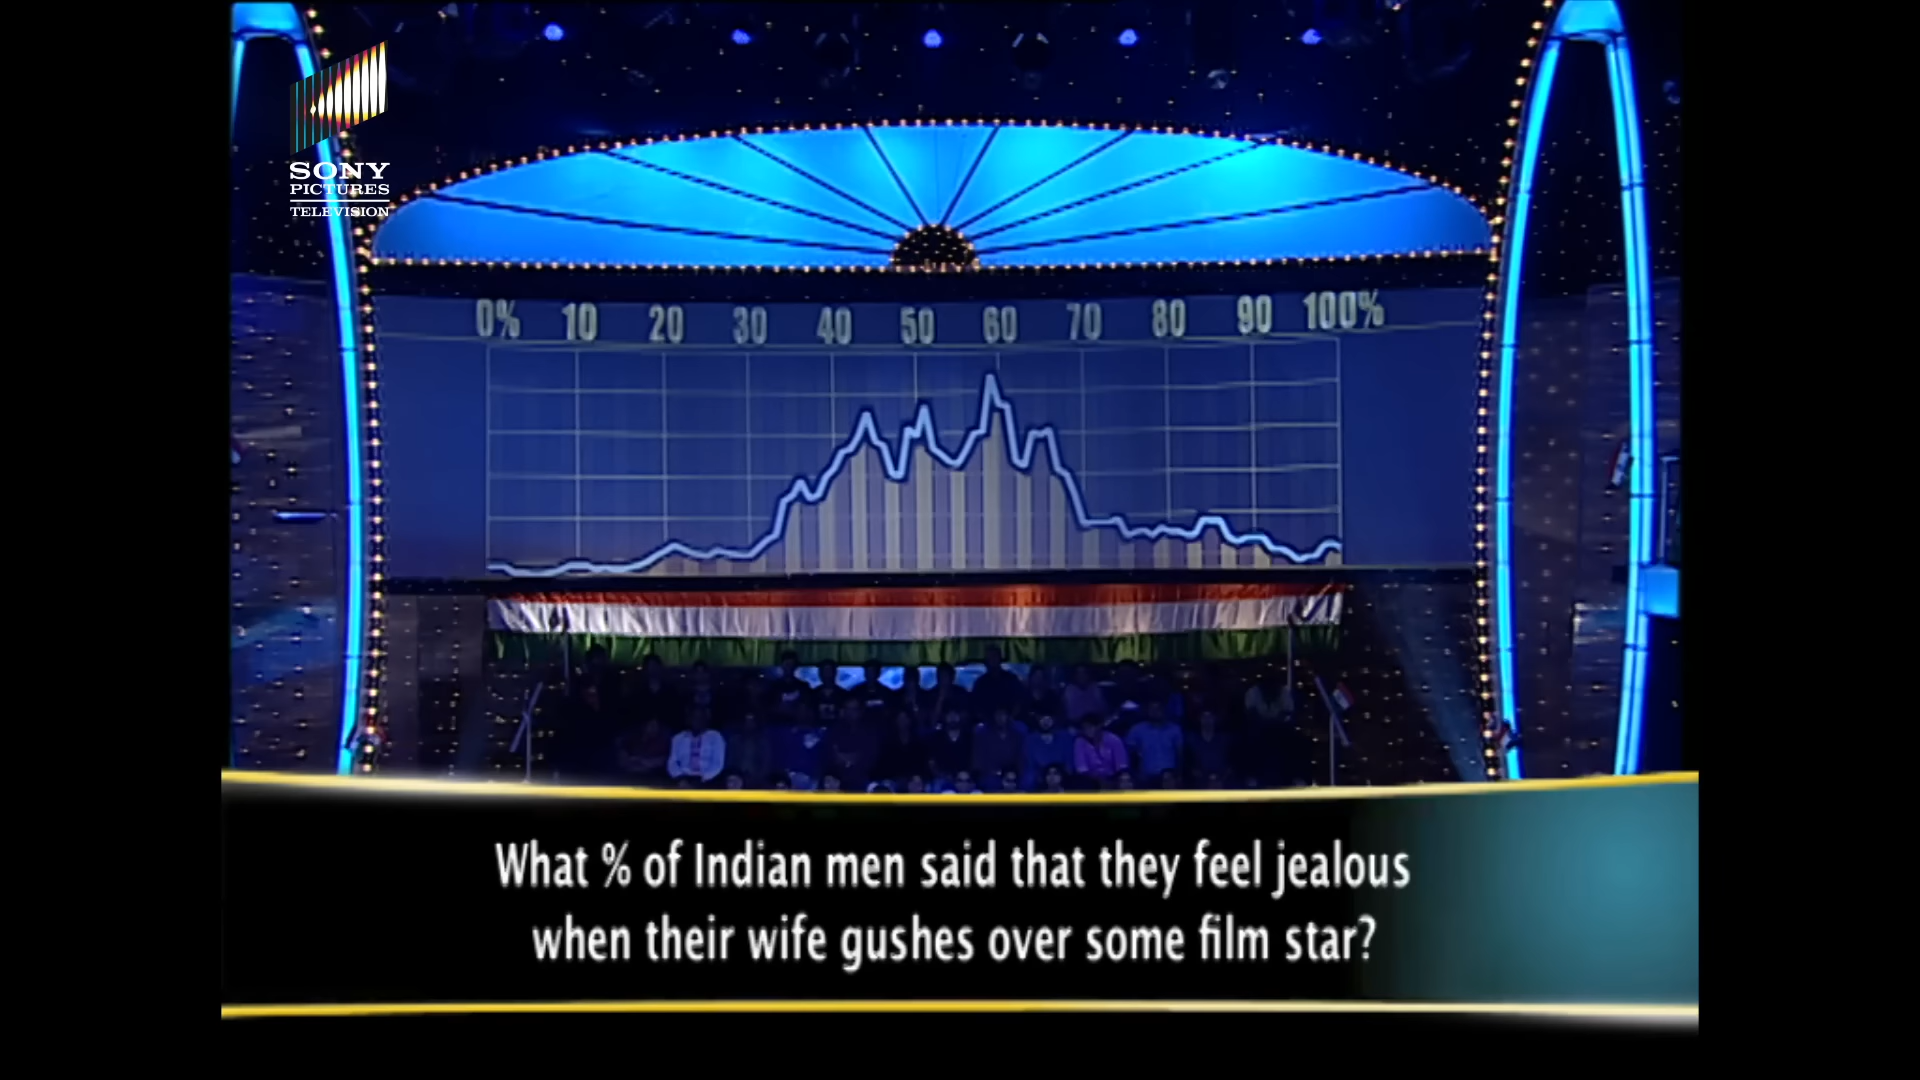 SONY
PICTURES
TELEVISION
0% 10 20 30 40 50 60 70 80 90 100%
What % of Indian men said that they feel jealous
when their wife gushes over some film star?